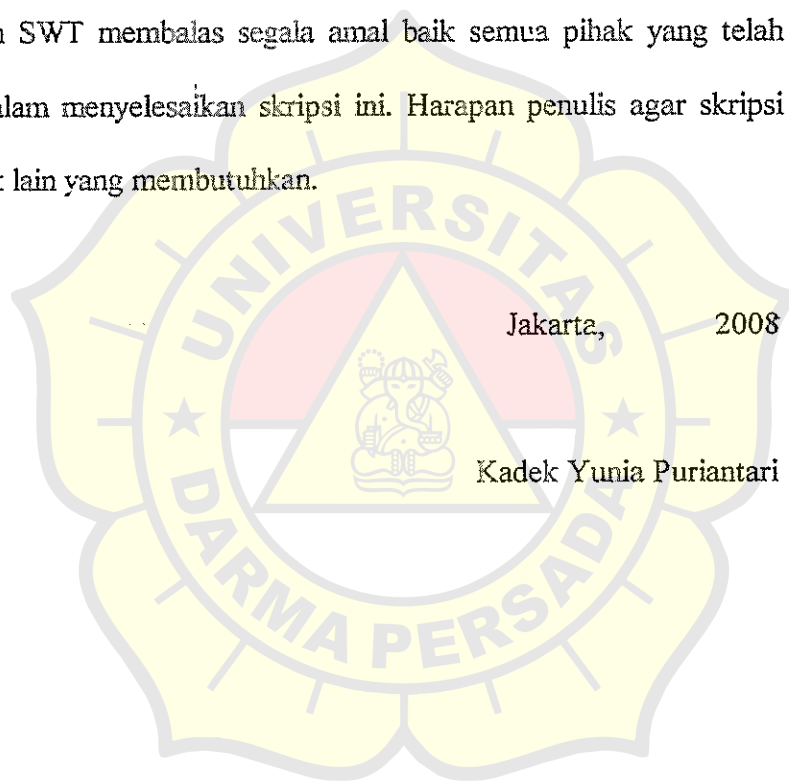 SWT membalas segala amal baik semua pihak yang telah
menyelesaikan skripsi ini. Harapan penulis agar skripsi
lain yang membutuhkan.
UNIVERSITAS
Jakarta, 2008
Kadek Yunia Puriantari
DARMA PERSADA